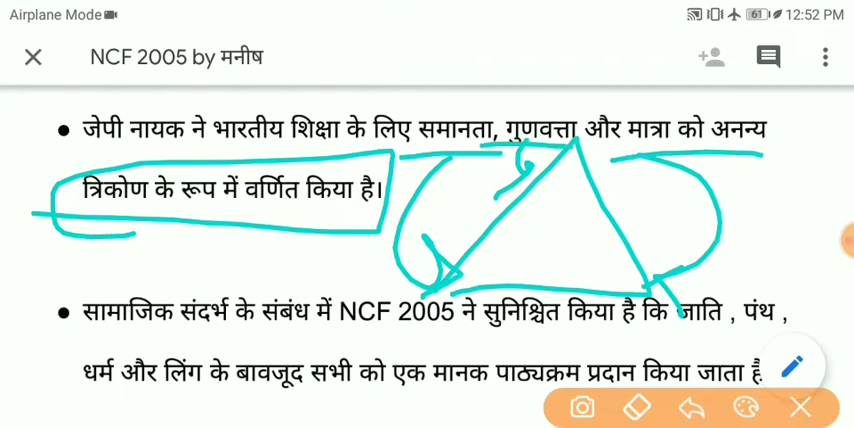 Airplane Mode 61 12:52 PM
NCF 2005 by मनीष
● जेपी नायक ने भारतीय शिक्षा के लिए समानता, गुणवत्ता और मात्रा को अनन्य
त्रिकोण के रूप में वर्णित किया है।
● सामाजिक संदर्भ के संबंध में NCF 2005 ने सुनिश्चित किया है कि जाति , पंथ ,
धर्म और लिंग के बावजूद सभी को एक मानक पाठ्यक्रम प्रदान किया जाता है